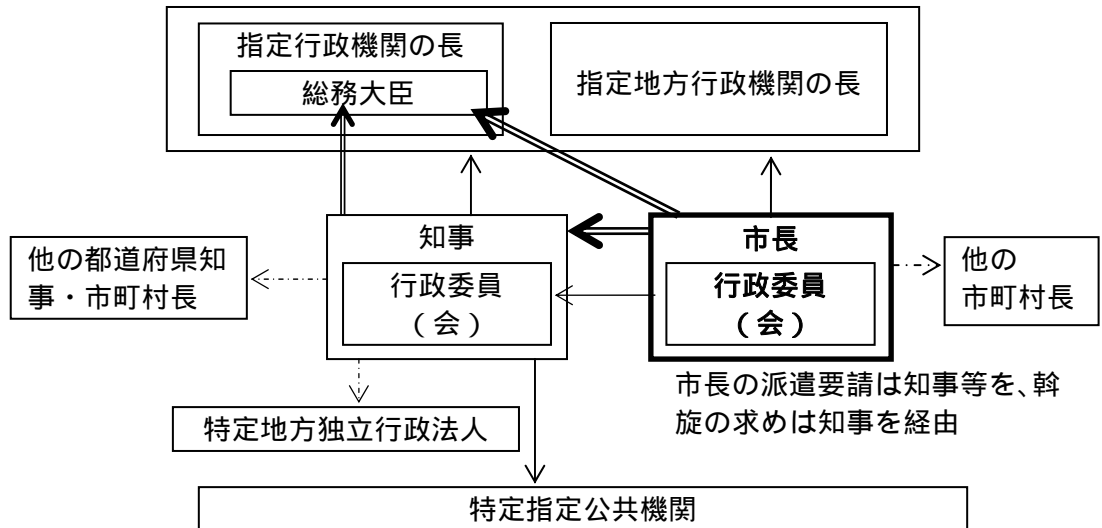 指定行政機関の長
総務大臣
指定地方行政機関の長
知事
行政委員
(会)
市長
行政委員
(会)
他の都道府県知
事・市町村長
他の
市町村長
市長の派遣要請は知事等を、斡
旋の求めは知事を経由
特定地方独立行政法人
特定指定公共機関